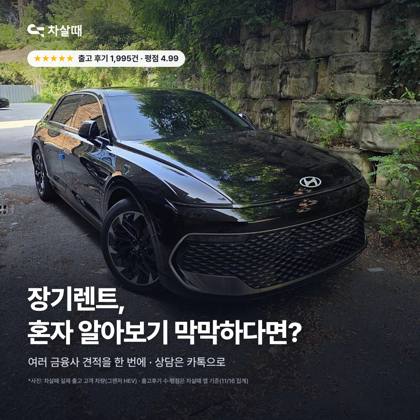 차살때
★★★★★ 출고 후기 1,995건 · 평점 4.99
장기렌트,
혼자 알아보기 막막하다면?
여러 금융사 견적을 한 번에 · 상담은 카톡으로
*사진: 차살때 실제 출고 고객 차량(그랜저 HEV) · 출고후기 수·평점은 차살때 앱 기준(11/16 집계)